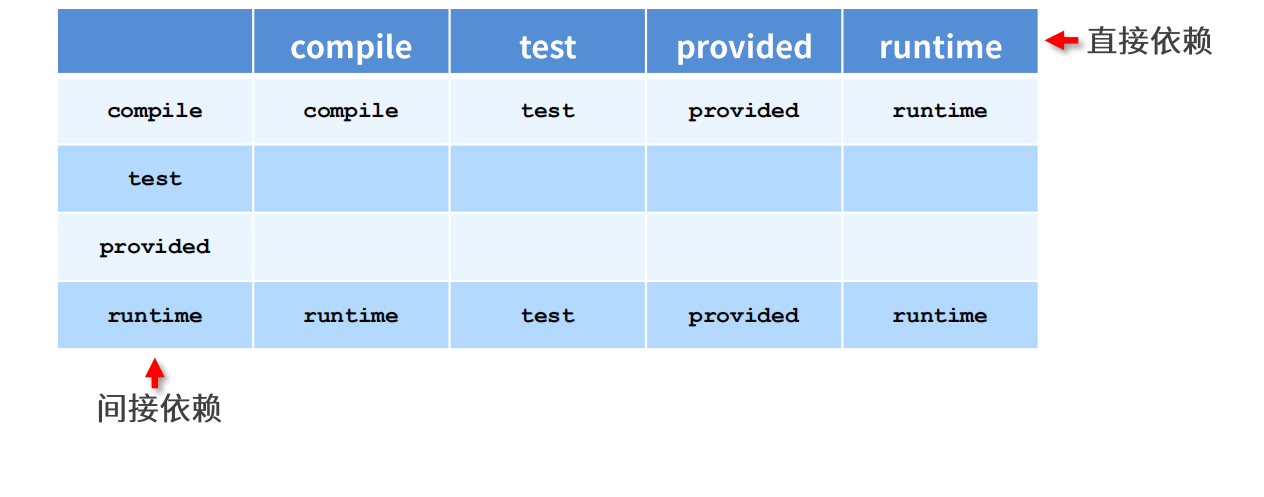 compile test provided runtime 直接依赖
compile compile test provided runtime
test
provided
runtime runtime test provided runtime
间接依赖